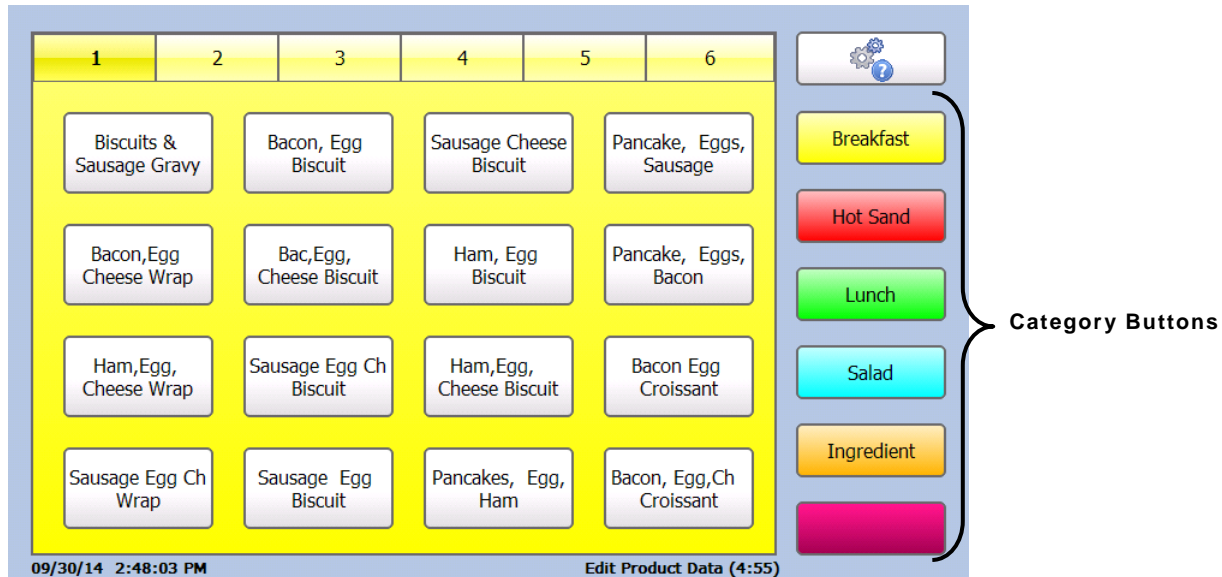 1 2 3 4 5 6
?
Biscuits &
Sausage Gravy
Bacon, Egg
Biscuit
Sausage Cheese
Biscuit
Pancake, Eggs,
Sausage
Bacon,Egg
Cheese Wrap
Bac,Egg,
Cheese Biscuit
Ham, Egg
Biscuit
Pancake, Eggs,
Bacon
Ham,Egg,
Cheese Wrap
Sausage Egg Ch
Biscuit
Ham,Egg,
Cheese Biscuit
Bacon Egg
Croissant
Sausage Egg Ch
Wrap
Sausage Egg
Biscuit
Pancakes, Egg,
Ham
Bacon, Egg,Ch
Croissant
Breakfast
Hot Sand
Lunch
Salad
Ingredient
Category Buttons
09/30/14 2:48:03 PM
Edit Product Data (4:55)